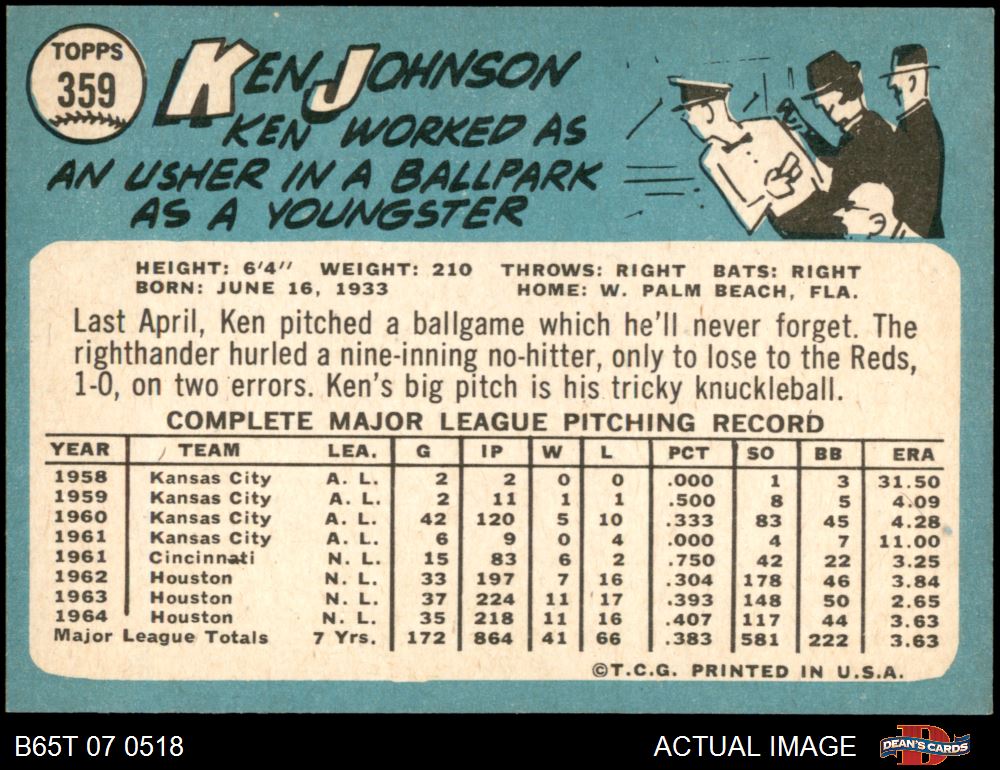 TOPPS
359
KEN JOHNSON
KEN WORKED AS
AN USHER IN A BALLPARK
AS A YOUNGSTER
HEIGHT: 6'4" WEIGHT: 210 THROWS: RIGHT BATS: RIGHT
BORN: JUNE 16, 1933 HOME: W. PALM BEACH, FLA.
Last April, Ken pitched a ballgame which he'll never forget. The
righthander hurled a nine-inning no-hitter, only to lose to the Reds,
1-0, on two errors. Ken's big pitch is his tricky knuckleball.
COMPLETE MAJOR LEAGUE PITCHING RECORD
YEAR TEAM LEA. G IP W L PCT SO BB ERA
1958 Kansas City A. L. 2 2 0 0 .000 1 3 31.50
1959 Kansas City A. L. 2 11 1 1 .500 8 5 4.09
1960 Kansas City A. L. 42 120 5 10 .333 83 45 4.28
1961 Kansas City A. L. 6 9 0 4 .000 4 7 11.00
1961 Cincinnati N. L. 15 83 6 2 .750 42 22 3.25
1962 Houston N. L. 33 197 7 16 .304 178 46 3.84
1963 Houston N. L. 37 224 11 17 .393 148 50 2.65
1964 Houston N. L. 35 218 11 16 .407 117 44 3.63
Major League Totals 7 Yrs. 172 864 41 66 .383 581 222 3.63
©T.C.G. PRINTED IN U.S.A.
B65T 07 0518 ACTUAL IMAGE DEAN'S CARDS